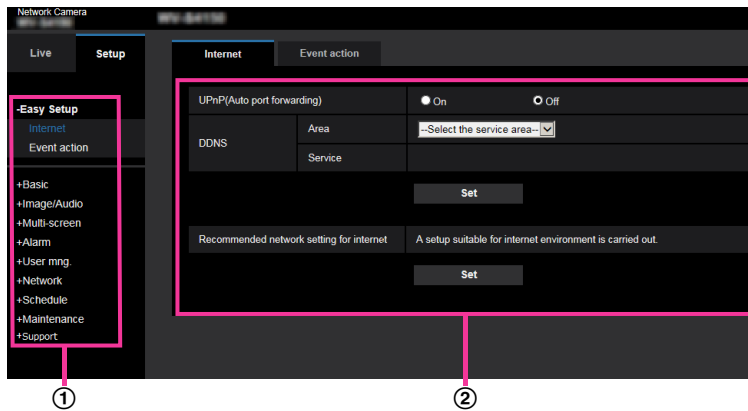 Network Camera
Live
Setup
-Easy Setup
Internet
Event action
+Basic
+Image/Audio
+Multi-screen
+Alarm
+User mng.
+Network
+Schedule
+Maintenance
+Support
Internet
Event action
UPnP(Auto port forwarding)
On
Off
DDNS
Area
--Select the service area--
Service
Set
Recommended network setting for internet
A setup suitable for internet environment is carried out.
Set
①
②